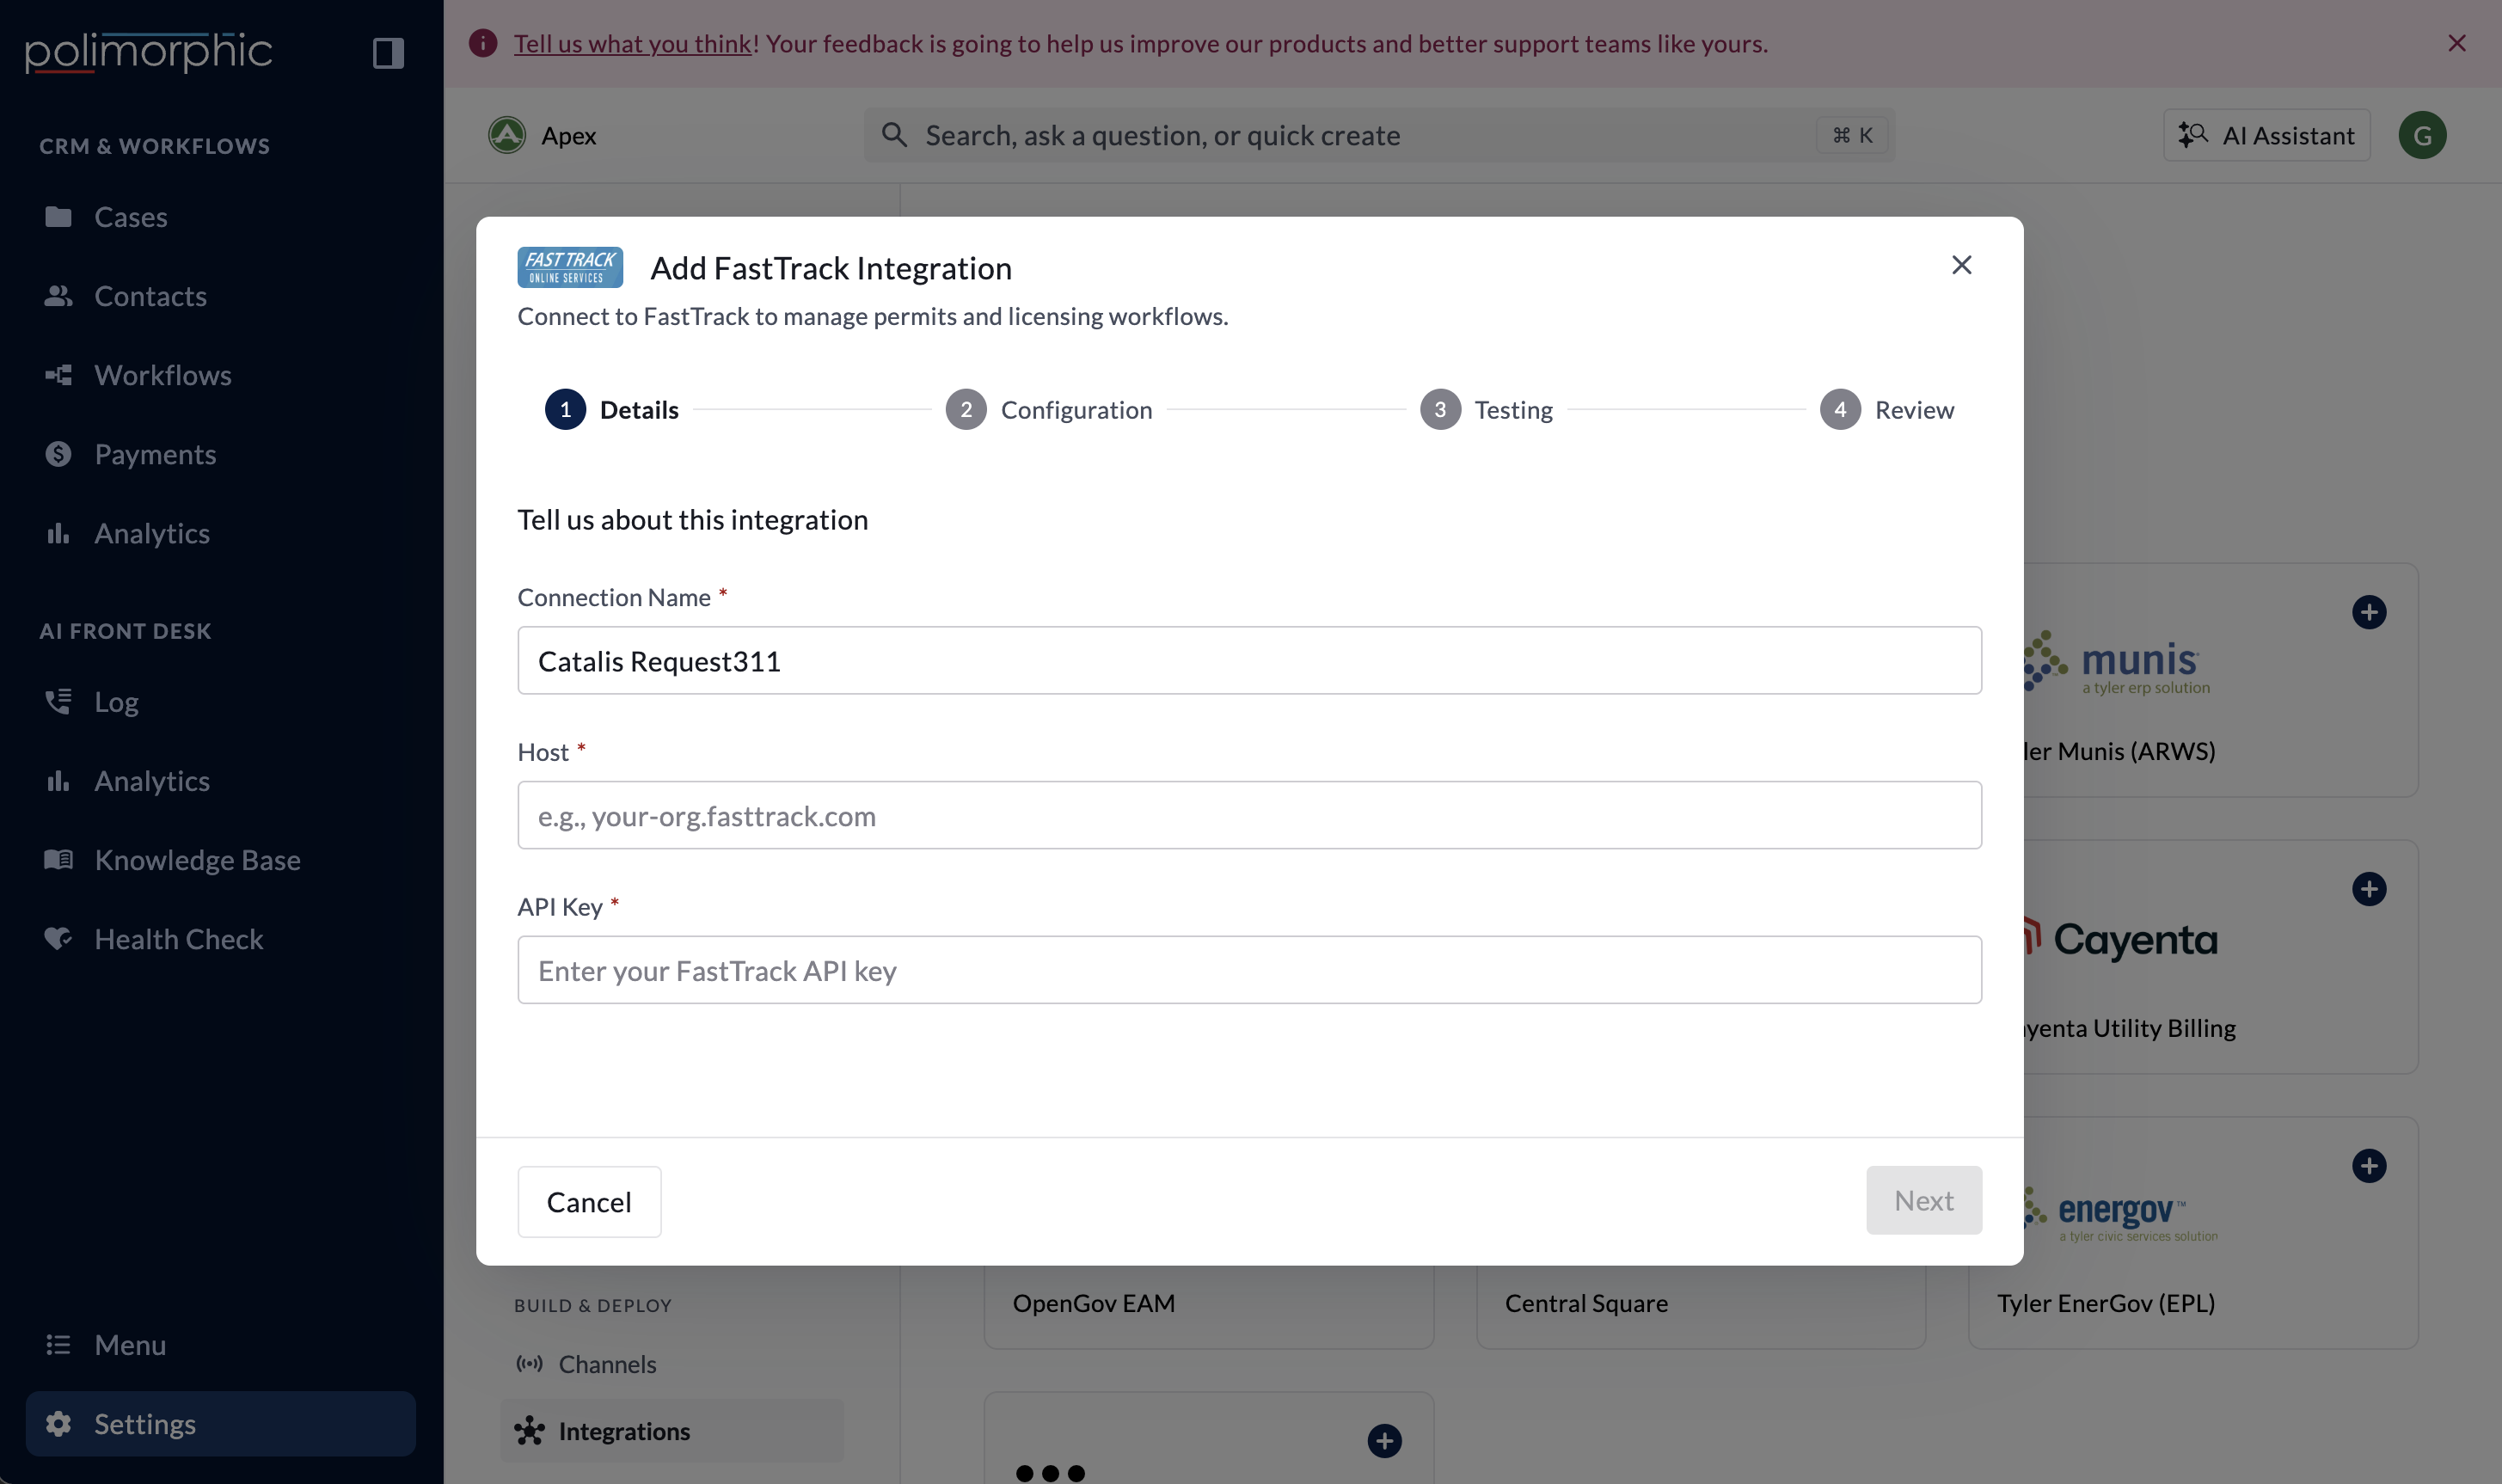 polimorphic
CRM & WORKFLOWS
Cases
Contacts
Workflows
Payments
Analytics
AI FRONT DESK
Log
Analytics
Knowledge Base
Health Check
Menu
Settings
Tell us what you think! Your feedback is going to help us improve our products and better support teams like yours.
Apex
Search, ask a question, or quick create
⌘ K
AI Assistant
G
FAST TRACK
ONLINE SERVICES
Add FastTrack Integration
Connect to FastTrack to manage permits and licensing workflows.
1 Details
2 Configuration
3 Testing
4 Review
Tell us about this integration
Connection Name *
Catalis Request311
Host *
e.g., your-org.fasttrack.com
API Key *
Enter your FastTrack API key
Cancel
Next
munis
a tyler erp solution
ler Munis (ARWS)
Cayenta
yenta Utility Billing
energov™
a tyler civic services solution
OpenGov EAM
Central Square
Tyler EnerGov (EPL)
BUILD & DEPLOY
Channels
Integrations